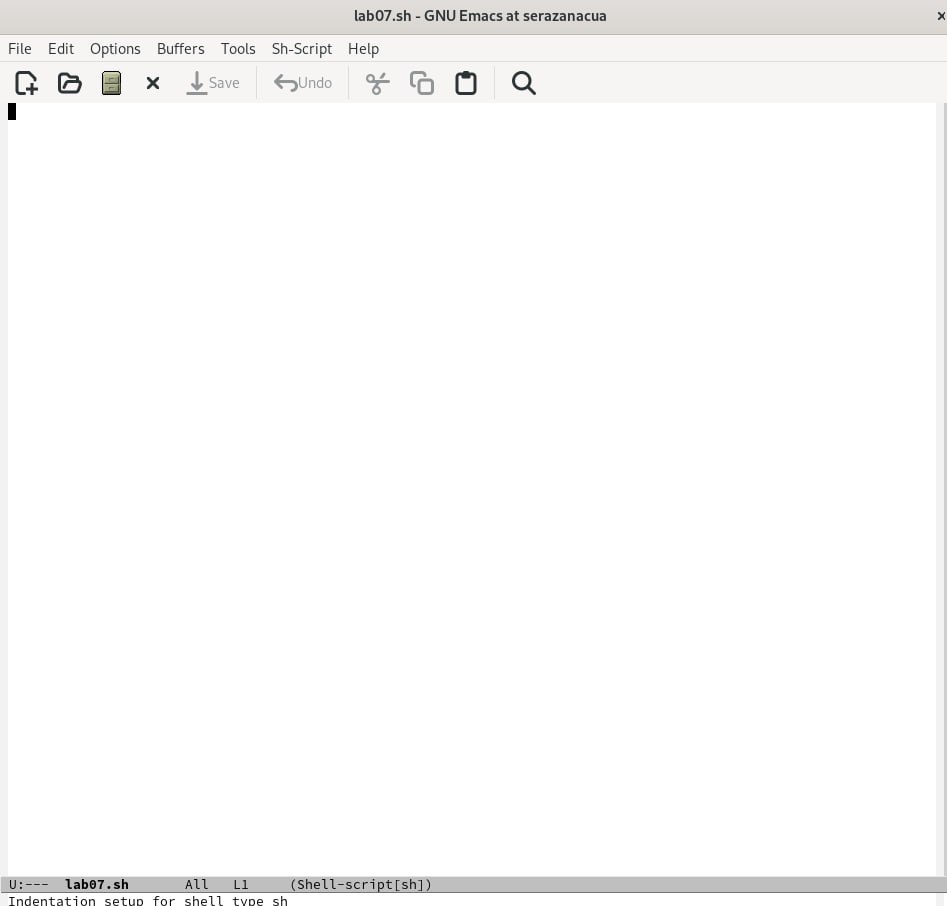 lab07.sh - GNU Emacs at serazanacua
File Edit Options Buffers Tools Sh-Script Help
Save Undo
U:--- lab07.sh All L1 (Shell-script[sh])
Indentation setup for shell type sh